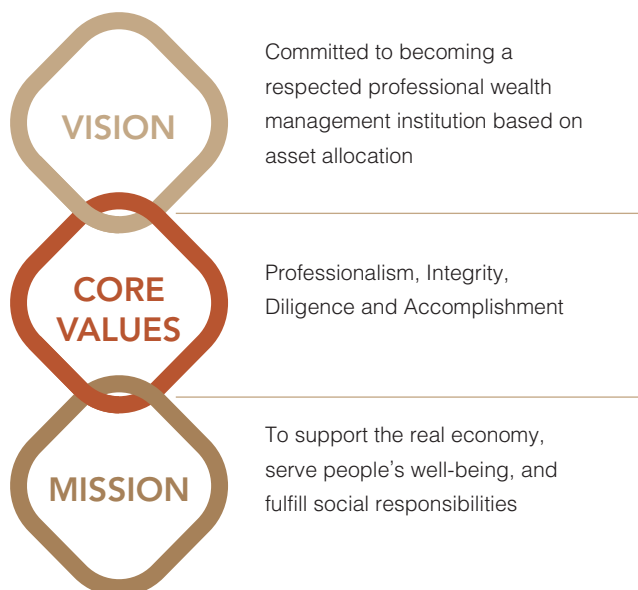 VISION
Committed to becoming a
respected professional wealth
management institution based on
asset allocation
CORE
VALUES
Professionalism, Integrity,
Diligence and Accomplishment
MISSION
To support the real economy,
serve people’s well-being, and
fulfill social responsibilities